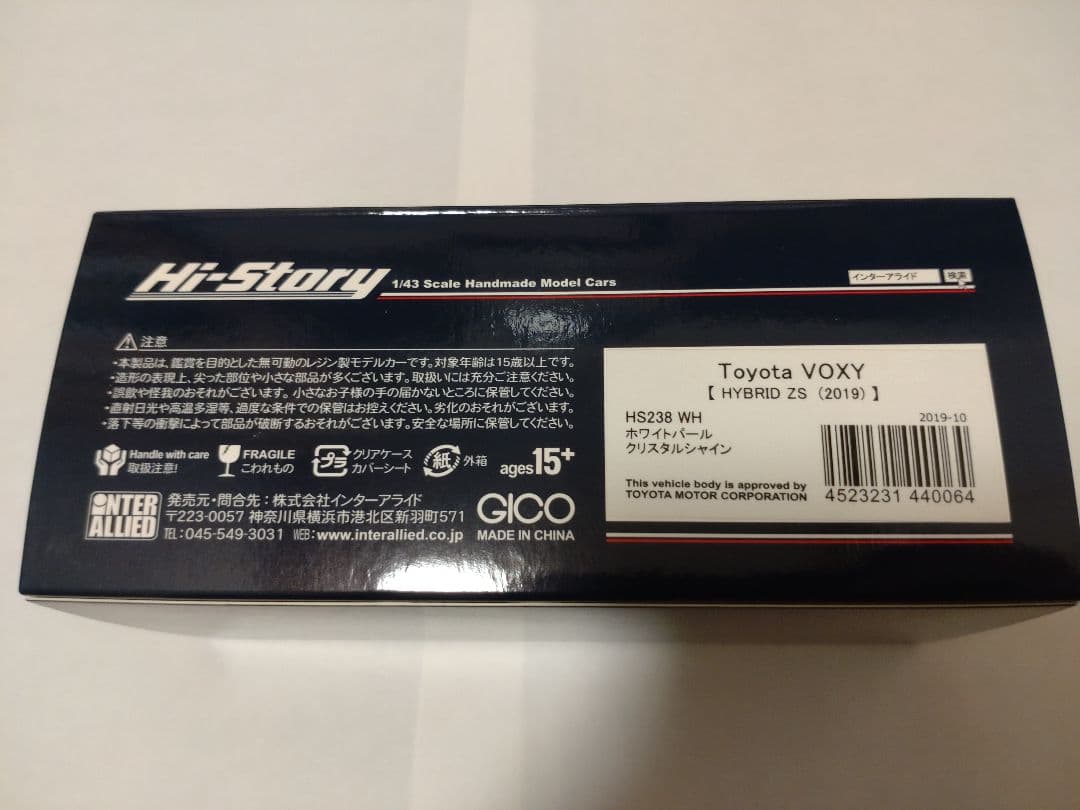 Hi-Story
1/43 Scale Handmade Model Cars
インターアライド 検索
注意
・本製品は、鑑賞を目的とした無可動のレジン製モデルカーです。対象年齢は15歳以上です。
・造形の表現上、尖った部位や小さな部品が多くございます。取扱いには充分ご注意ください。
・誤飲や怪我のおそれがございます。小さなお子様の手の届かないところに保管してください。
・直射日光や高温多湿等、過度な条件での保管はお控えください。劣化のおそれがございます。
・落下等の衝撃によって部品が破断するおそれがございます。安全な場所に保管してください。
Handle with care
取扱注意!
FRAGILE
こわれもの
プラ
クリアケース
カバーシート
紙
外箱
ages15+
INTER
ALLIED
発売元・問合先:株式会社インターアライド
〒223-0057 神奈川県横浜市港北区新羽町571
TEL:045-549-3031 WEB:www.interallied.co.jp
GICO
MADE IN CHINA
Toyota VOXY
【 HYBRID ZS (2019) 】
HS238 WH
ホワイトパール
クリスタルシャイン
2019-10
This vehicle body is approved by
TOYOTA MOTOR CORPORATION
4523231 440064